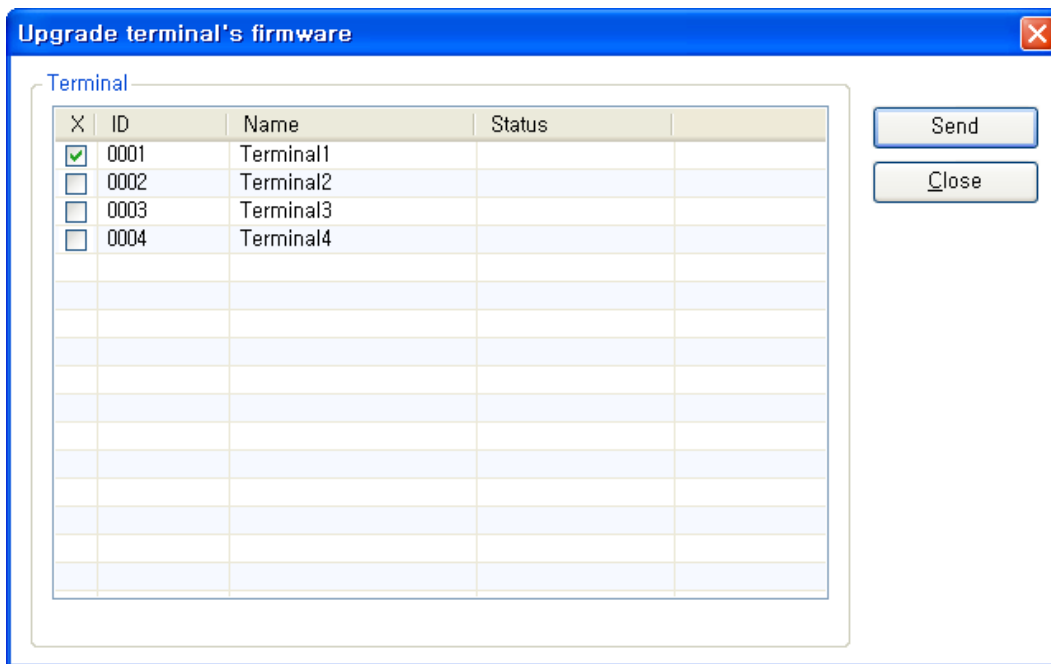 Upgrade terminal's firmware
Terminal
X ID Name Status
0001 Terminal1
0002 Terminal2
0003 Terminal3
0004 Terminal4
Send
Close